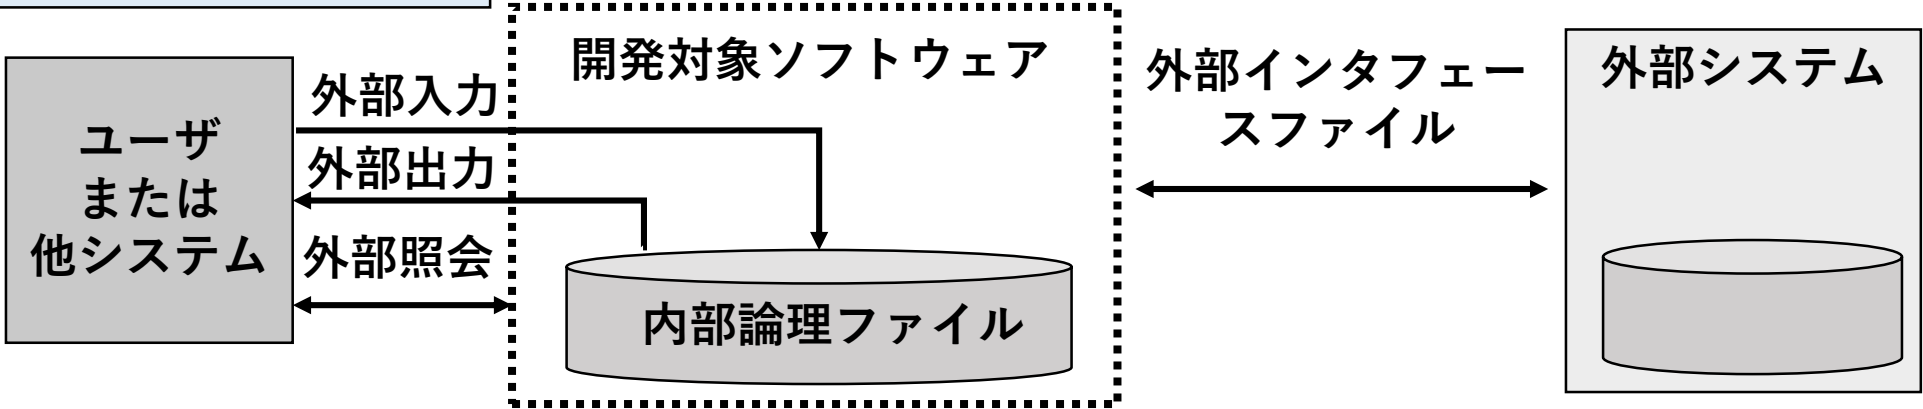 開発対象ソフトウェア
外部インタフェー
スファイル
外部システム
外部入力
ユーザ
または
他システム
外部出力
外部照会
内部論理ファイル